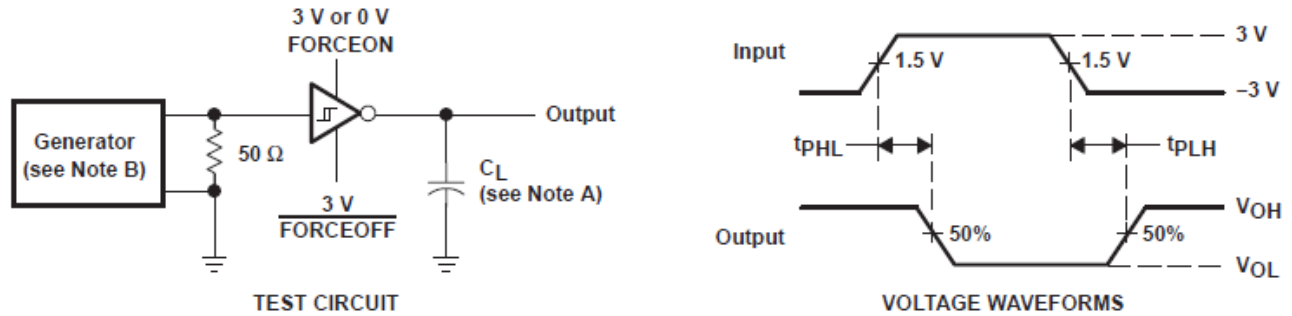 3 V or 0 V
FORCEON
Generator
(see Note B)
50 Ω
Output
CL
(see Note A)
3 V
FORCEOFF
TEST CIRCUIT
Input
1.5 V
1.5 V
3 V
–3 V
tPHL
tPLH
Output
50%
50%
VOH
VOL
VOLTAGE WAVEFORMS